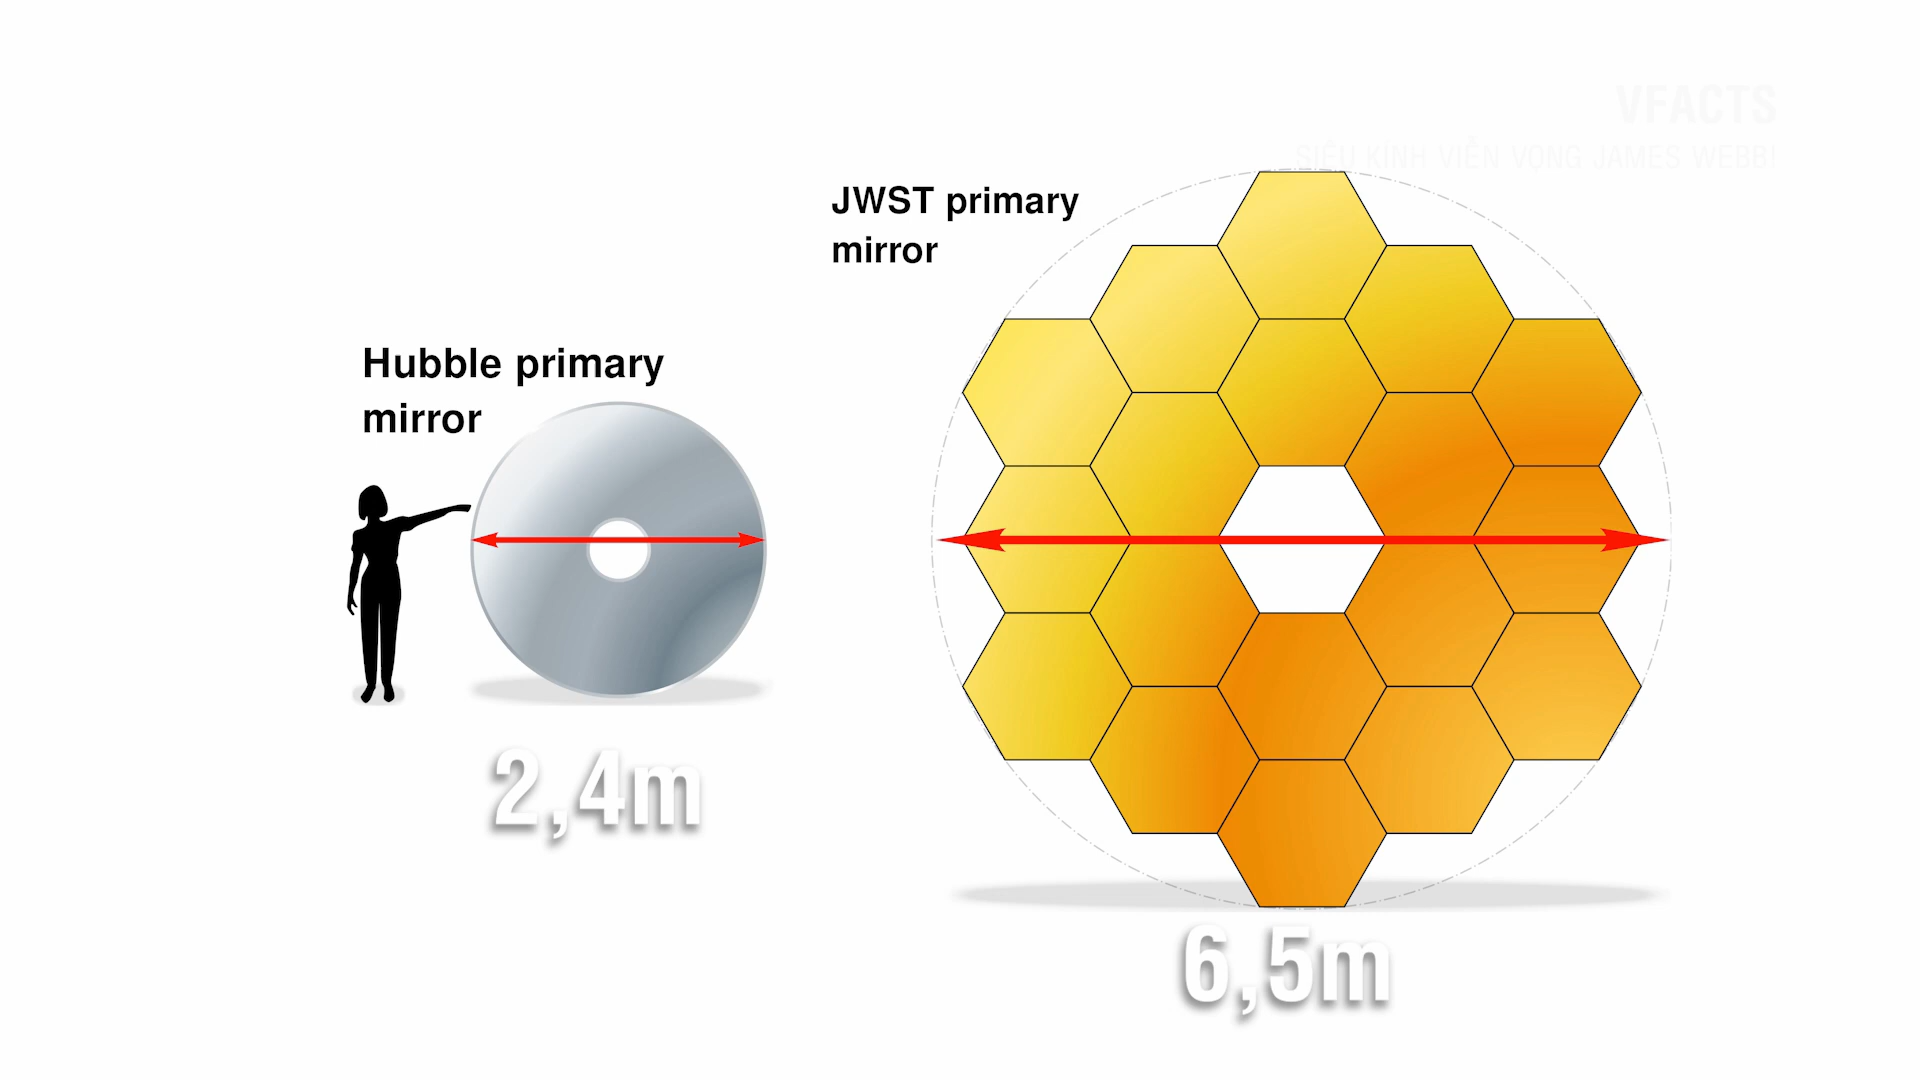 VFACTS
SIÊU KÍNH VIỄN VỌNG JAMES WEBB!
JWST primary
mirror
Hubble primary
mirror
2,4m
6,5m